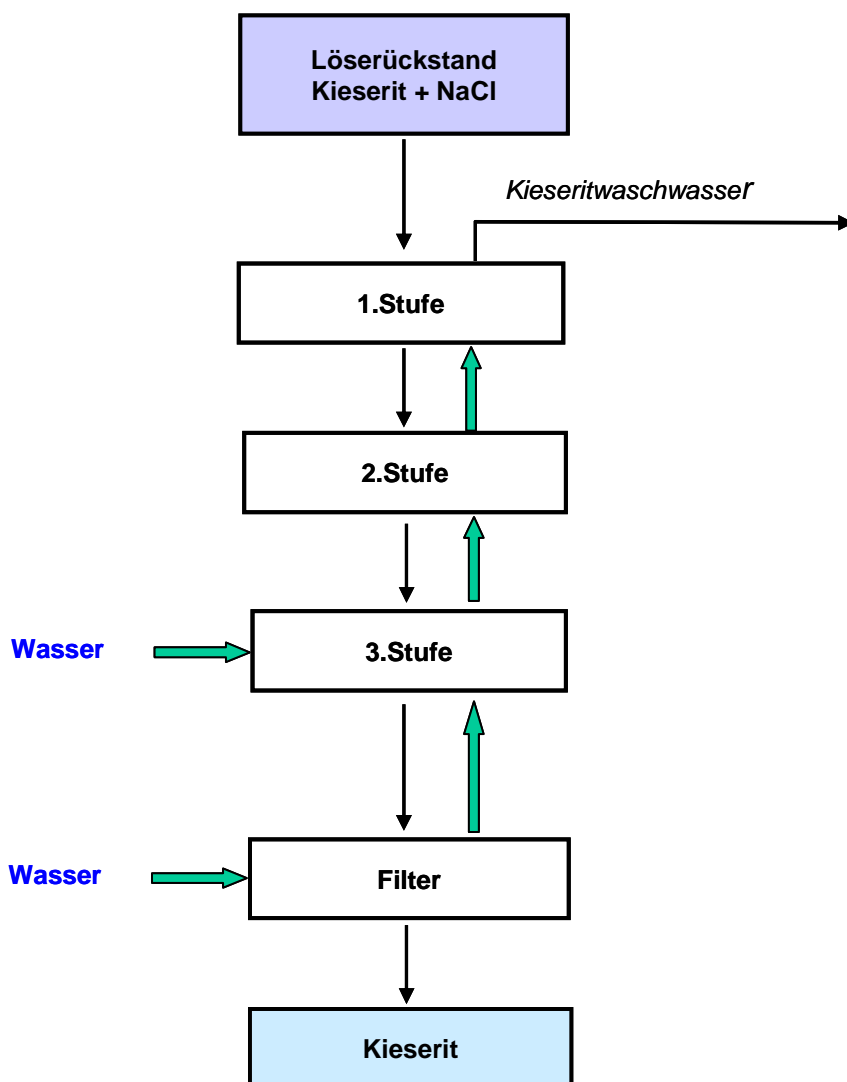 Löserückstand
Kieserit + NaCl
Kieseritwaschwasser
1.Stufe
2.Stufe
Wasser
3.Stufe
Wasser
Filter
Kieserit